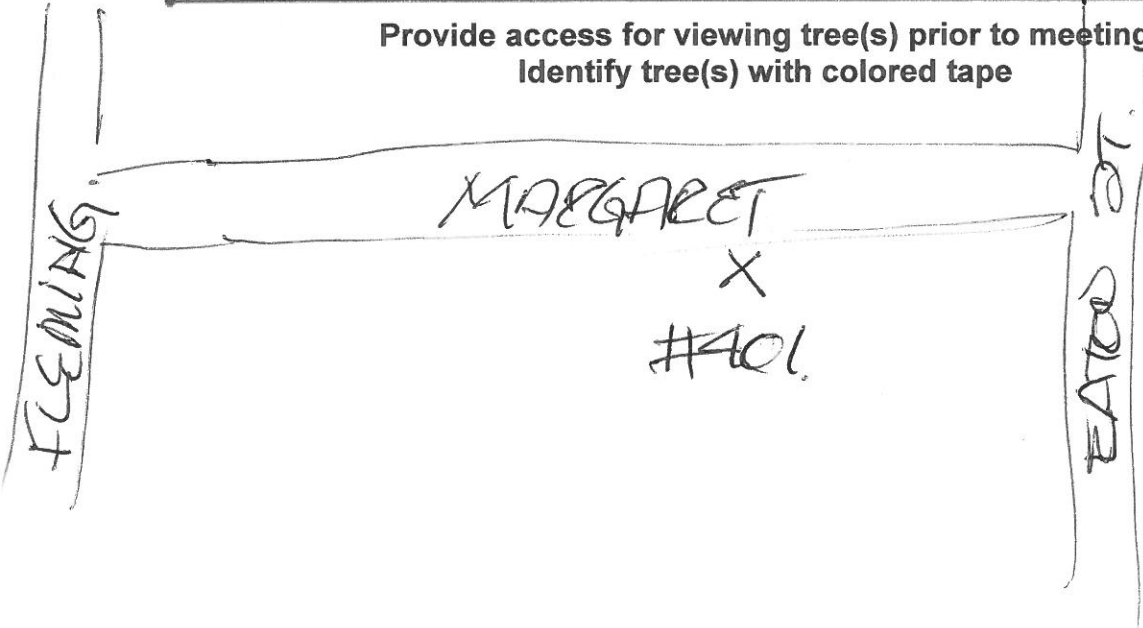 Provide access for viewing tree(s) prior to meeting
Identify tree(s) with colored tape
FLEMING.
MARGARET
X
#401.
EATON ST.